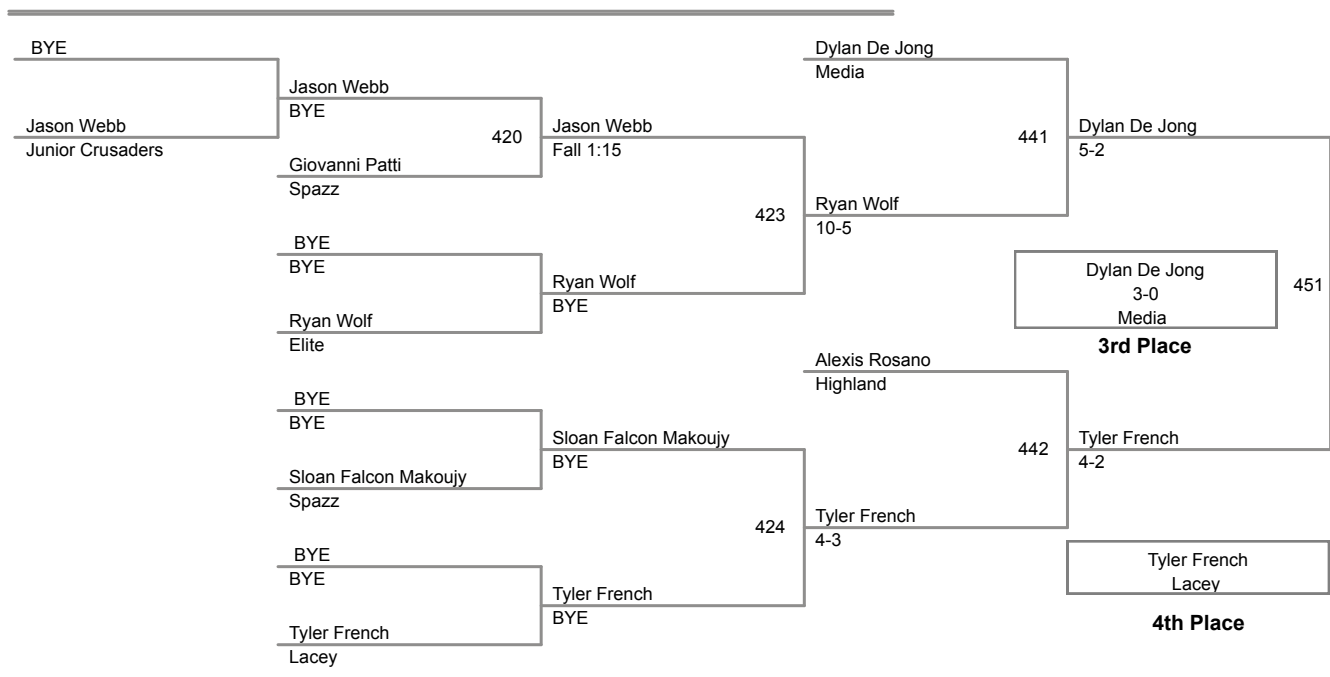 BYE
Jason Webb
Junior Crusaders
Jason Webb
BYE
420
Giovanni Patti
Spazz
BYE
BYE
Ryan Wolf
Elite
BYE
BYE
Sloan Falcon Makoujy
Spazz
BYE
BYE
Tyler French
Lacey
Jason Webb
Fall 1:15
423
Ryan Wolf
BYE
Sloan Falcon Makoujy
BYE
424
Tyler French
BYE
Dylan De Jong
Media
441
Ryan Wolf
10-5
Alexis Rosano
Highland
442
Tyler French
4-3
Dylan De Jong
5-2
451
Tyler French
4-2
Dylan De Jong
3-0
Media
3rd Place
Tyler French
Lacey
4th Place